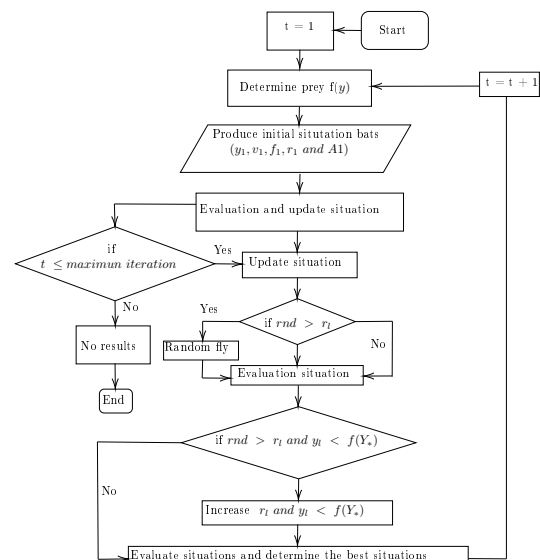 t = 1
Start
Determine prey f(y)
t = t + 1
Produce initial situtation bats
(y₁, v₁, f₁, r₁ and A1)
Evaluation and update situation
if
t ≤ maximun iteration
Yes
Update situation
No
Yes
if rnd > rₗ
No
No results
Random fly
Evaluation situation
End
if rnd > rₗ and yₗ < f(Y*)
No
Increase rₗ and yₗ < f(Y*)
Evaluate situations and determine the best situations